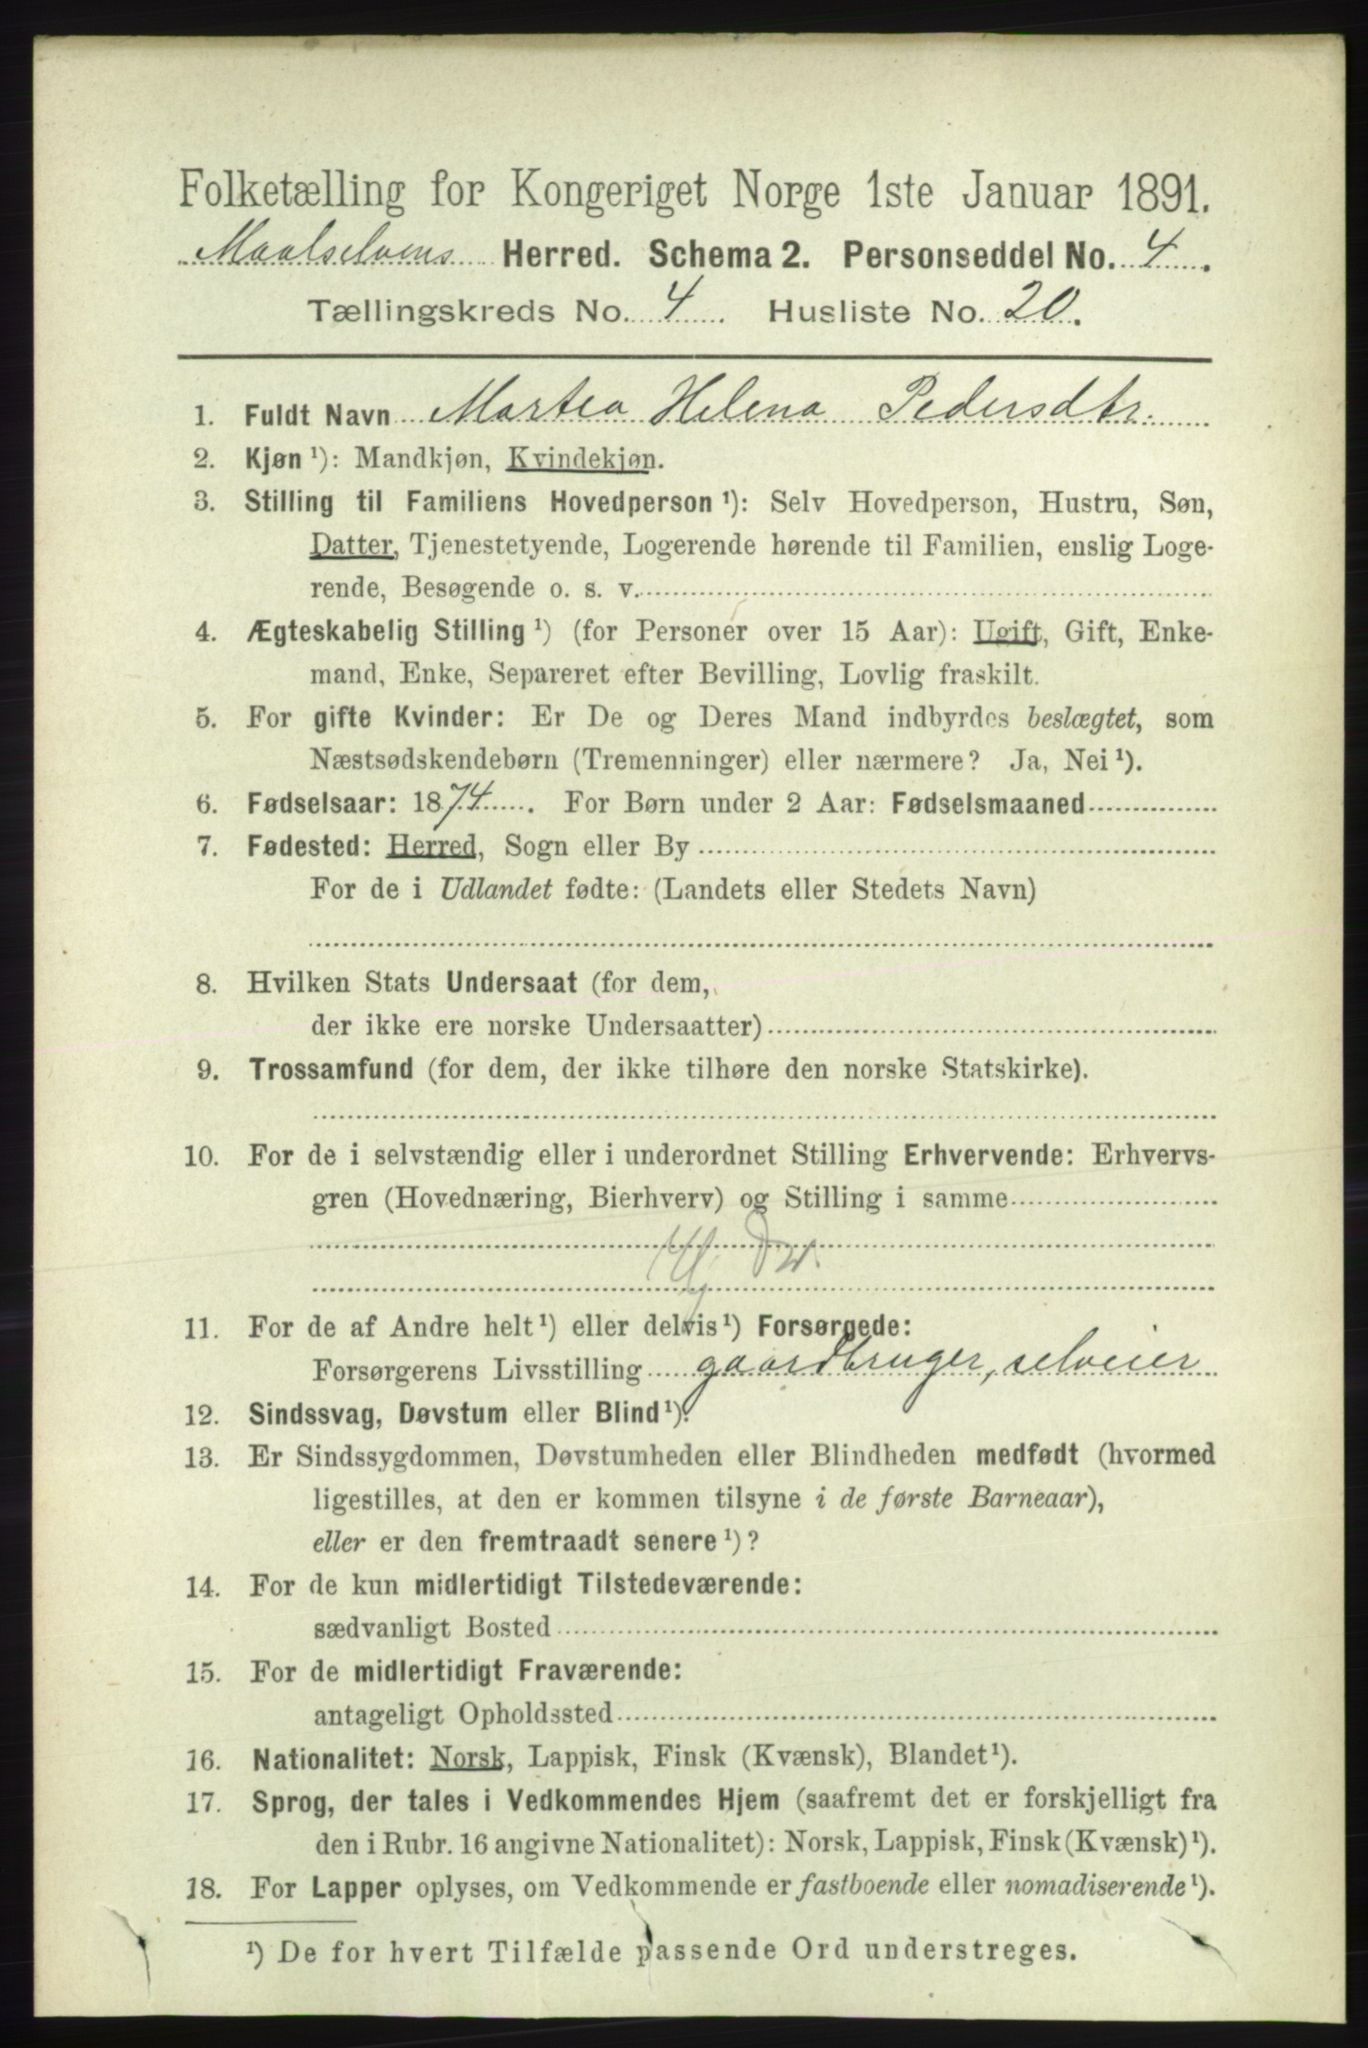 Folketælling for Kongeriget Norge 1ste Januar 1891.
Maalselvens Herred. Schema 2. Personseddel No. 4.
Tællingskreds No. 4. Husliste No. 20.
1. Fuldt Navn Martea Helena Pedersdtr.
2. Kjøn ¹): Mandkjøn, Kvindekjøn.
3. Stilling til Familiens Hovedperson ¹): Selv Hovedperson, Hustru, Søn,
Datter, Tjenestetyende, Logerende hørende til Familien, enslig Loge-
rende, Besøgende o. s. v.
4. Ægteskabelig Stilling ¹) (for Personer over 15 Aar): Ugift, Gift, Enke-
mand, Enke, Separeret efter Bevilling, Lovlig fraskilt.
5. For gifte Kvinder: Er De og Deres Mand indbyrdes beslægtet, som
Næstsødskendebørn (Tremenninger) eller nærmere? Ja, Nei ¹).
6. Fødselsaar: 1874. For Børn under 2 Aar: Fødselsmaaned
7. Fødested: Herred, Sogn eller By
For de i Udlandet fødte: (Landets eller Stedets Navn)
8. Hvilken Stats Undersaat (for dem,
der ikke ere norske Undersaatter)
9. Trossamfund (for dem, der ikke tilhøre den norske Statskirke).
10. For de i selvstændig eller i underordnet Stilling Erhvervende: Erhvervs-
gren (Hovednæring, Bierhverv) og Stilling i samme
11. For de af Andre helt ¹) eller delvis ¹) Forsørgede:
Forsørgerens Livsstilling gaardbruger, selveier
12. Sindssvag, Døvstum eller Blind ¹).
13. Er Sindssygdommen, Døvstumheden eller Blindheden medfødt (hvormed
ligestilles, at den er kommen tilsyne i de første Barneaar),
eller er den fremtraadt senere ¹)?
14. For de kun midlertidigt Tilstedeværende:
sædvanligt Bosted
15. For de midlertidigt Fraværende:
antageligt Opholdssted
16. Nationalitet: Norsk, Lappisk, Finsk (Kvænsk), Blandet ¹).
17. Sprog, der tales i Vedkommendes Hjem (saafremt det er forskjelligt fra
den i Rubr. 16 angivne Nationalitet): Norsk, Lappisk, Finsk (Kvænsk) ¹).
18. For Lapper oplyses, om Vedkommende er fastboende eller nomadiserende ¹).
¹) De for hvert Tilfælde passende Ord understreges.